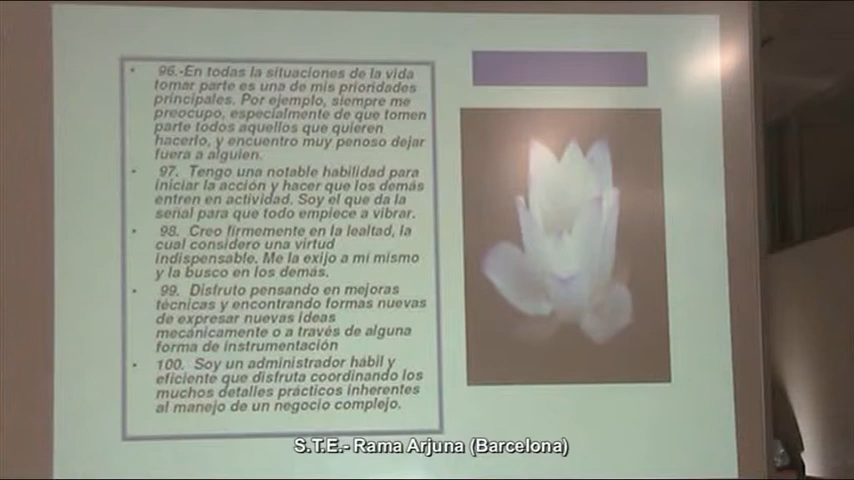 96.-En todas la situaciones de la vida
tomar parte es una de mis prioridades
principales. Por ejemplo, siempre me
preocupo, especialmente de que tomen
parte todos aquellos que quieren
hacerlo, y encuentro muy penoso dejar
fuera a alguien.
97. Tengo una notable habilidad para
iniciar la acción y hacer que los demás
entren en actividad. Soy el que da la
señal para que todo empiece a vibrar.
98. Creo firmemente en la lealtad, la
cual considero una virtud
indispensable. Me la exijo a mí mismo
y la busco en los demás.
99. Disfruto pensando en mejoras
técnicas y encontrando formas nuevas
de expresar nuevas ideas
mecánicamente o a través de alguna
forma de instrumentación
100. Soy un administrador hábil y
eficiente que disfruta coordinando los
muchos detalles prácticos inherentes
al manejo de un negocio complejo.
S.T.E.- Rama Arjuna (Barcelona)